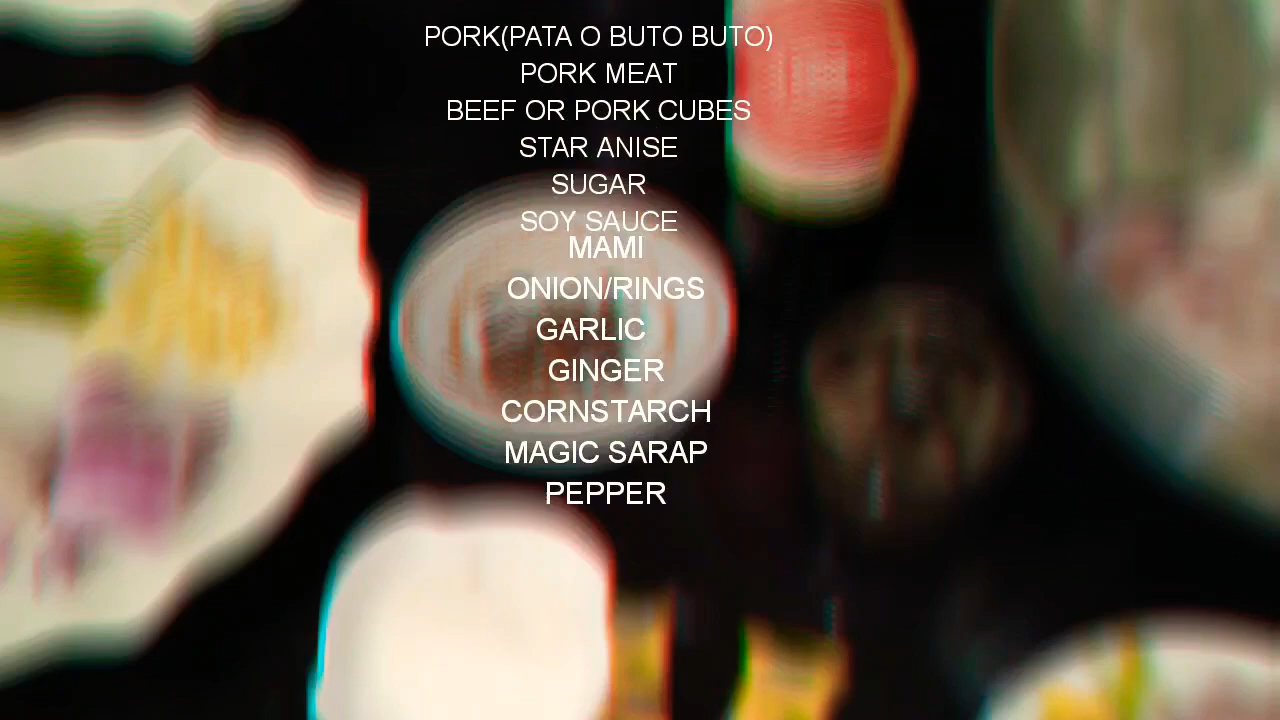 PORK(PATA O BUTO BUTO)
PORK MEAT
BEEF OR PORK CUBES
STAR ANISE
SUGAR
SOY SAUCE
MAMI
ONION/RINGS
GARLIC
GINGER
CORNSTARCH
MAGIC SARAP
PEPPER